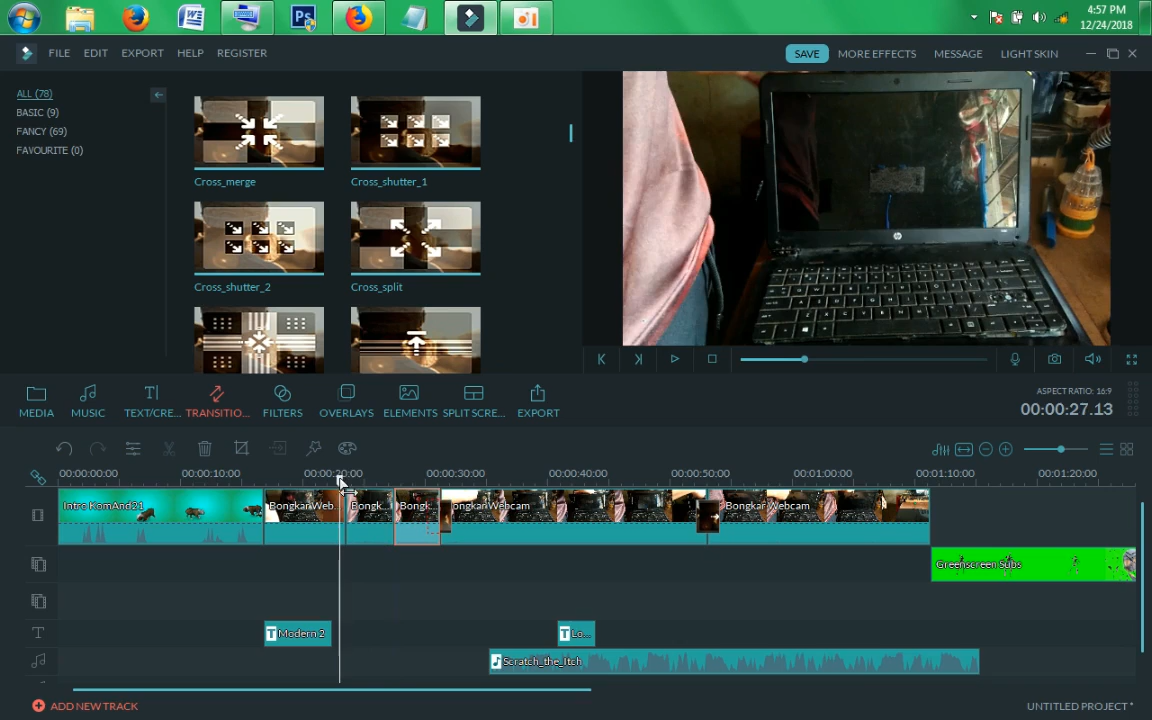 4:57 PM
12/24/2018
FILE EDIT EXPORT HELP REGISTER
SAVE MORE EFFECTS MESSAGE LIGHT SKIN
ALL (78)
BASIC (9)
FANCY (69)
FAVOURITE (0)
Cross_merge
Cross_shutter_1
Cross_shutter_2
Cross_split
MEDIA MUSIC TEXT/CRE... TRANSITIO... FILTERS OVERLAYS ELEMENTS SPLIT SCRE... EXPORT
ASPECT RATIO: 16:9
00:00:27.13
00:00:00:00 00:00:10:00 00:00:20:00 00:00:30:00 00:00:40:00 00:00:50:00 00:01:00:00 00:01:10:00 00:01:20:00
Intro KomAnd21 Bongkar Web... Bongk... Bongk... ongkar Webcam Bongkar Webcam
Greenscreen Subs
Modern 2 Lo...
Scratch_the_Itch
ADD NEW TRACK
UNTITLED PROJECT *